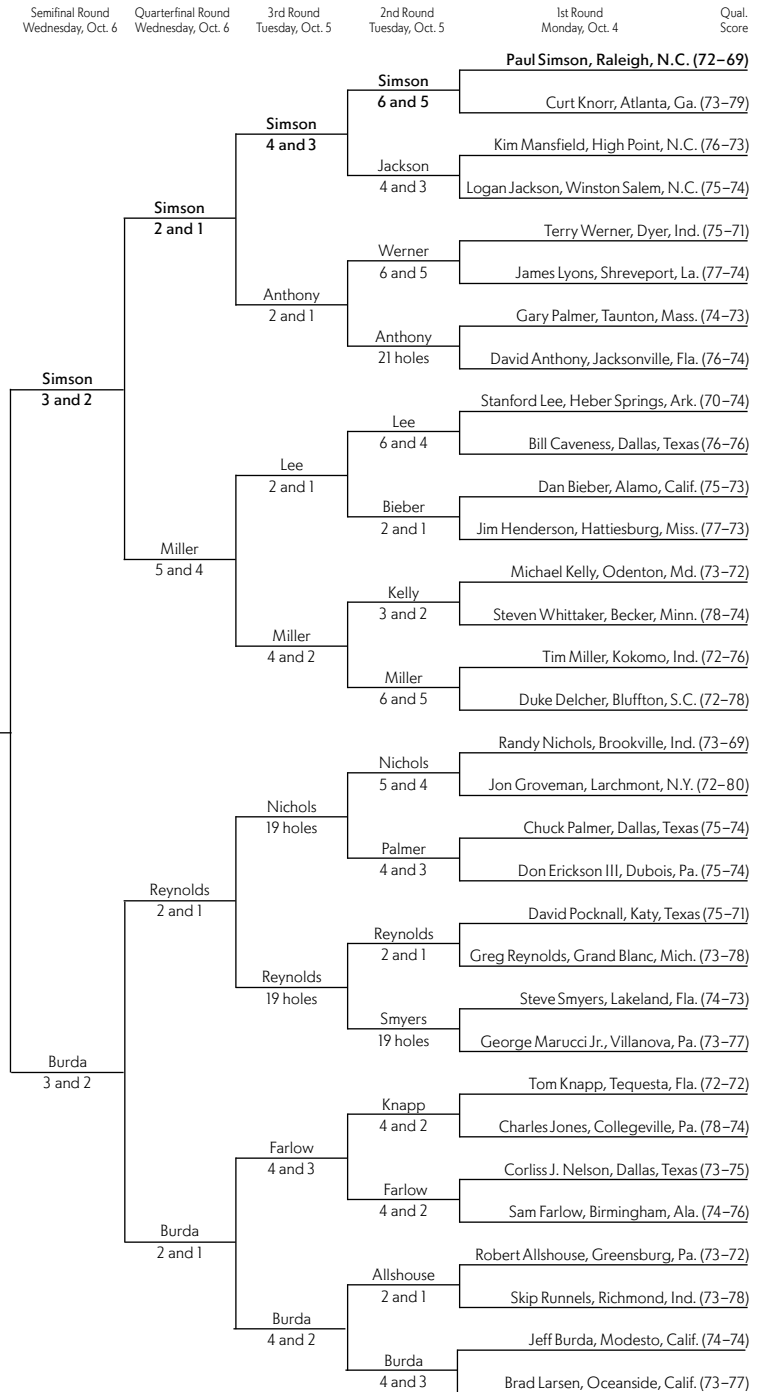 Semifinal Round
Wednesday, Oct. 6
Quarterfinal Round
Wednesday, Oct. 6
3rd Round
Tuesday, Oct. 5
2nd Round
Tuesday, Oct. 5
1st Round
Monday, Oct. 4
Qual.
Score
Paul Simson, Raleigh, N.C. (72–69)
Simson
6 and 5
Curt Knorr, Atlanta, Ga. (73–79)
Simson
4 and 3
Kim Mansfield, High Point, N.C. (76–73)
Jackson
4 and 3
Logan Jackson, Winston Salem, N.C. (75–74)
Simson
2 and 1
Terry Werner, Dyer, Ind. (75–71)
Werner
6 and 5
James Lyons, Shreveport, La. (77–74)
Anthony
2 and 1
Gary Palmer, Taunton, Mass. (74–73)
Anthony
21 holes
David Anthony, Jacksonville, Fla. (76–74)
Simson
3 and 2
Stanford Lee, Heber Springs, Ark. (70–74)
Lee
6 and 4
Bill Caveness, Dallas, Texas (76–76)
Lee
2 and 1
Dan Bieber, Alamo, Calif. (75–73)
Bieber
2 and 1
Jim Henderson, Hattiesburg, Miss. (77–73)
Miller
5 and 4
Michael Kelly, Odenton, Md. (73–72)
Kelly
3 and 2
Steven Whittaker, Becker, Minn. (78–74)
Miller
4 and 2
Tim Miller, Kokomo, Ind. (72–76)
Miller
6 and 5
Duke Delcher, Bluffton, S.C. (72–78)
Randy Nichols, Brookville, Ind. (73–69)
Nichols
5 and 4
Jon Groveman, Larchmont, N.Y. (72–80)
Nichols
19 holes
Chuck Palmer, Dallas, Texas (75–74)
Palmer
4 and 3
Don Erickson III, Dubois, Pa. (75–74)
Reynolds
2 and 1
David Pocknall, Katy, Texas (75–71)
Reynolds
2 and 1
Greg Reynolds, Grand Blanc, Mich. (73–78)
Reynolds
19 holes
Steve Smyers, Lakeland, Fla. (74–73)
Smyers
19 holes
George Marucci Jr., Villanova, Pa. (73–77)
Burda
3 and 2
Tom Knapp, Tequesta, Fla. (72–72)
Knapp
4 and 2
Charles Jones, Collegeville, Pa. (78–74)
Farlow
4 and 3
Corliss J. Nelson, Dallas, Texas (73–75)
Farlow
4 and 2
Sam Farlow, Birmingham, Ala. (74–76)
Burda
2 and 1
Robert Allshouse, Greensburg, Pa. (73–72)
Allshouse
2 and 1
Skip Runnels, Richmond, Ind. (73–78)
Burda
4 and 2
Jeff Burda, Modesto, Calif. (74–74)
Burda
4 and 3
Brad Larsen, Oceanside, Calif. (73–77)